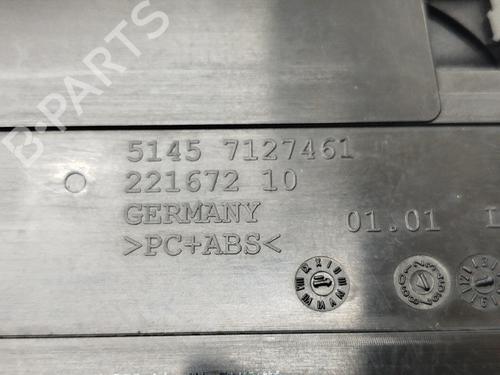 B-PARTS
5145 7127461
221672 10
GERMANY
01.01
>PC+ABS<